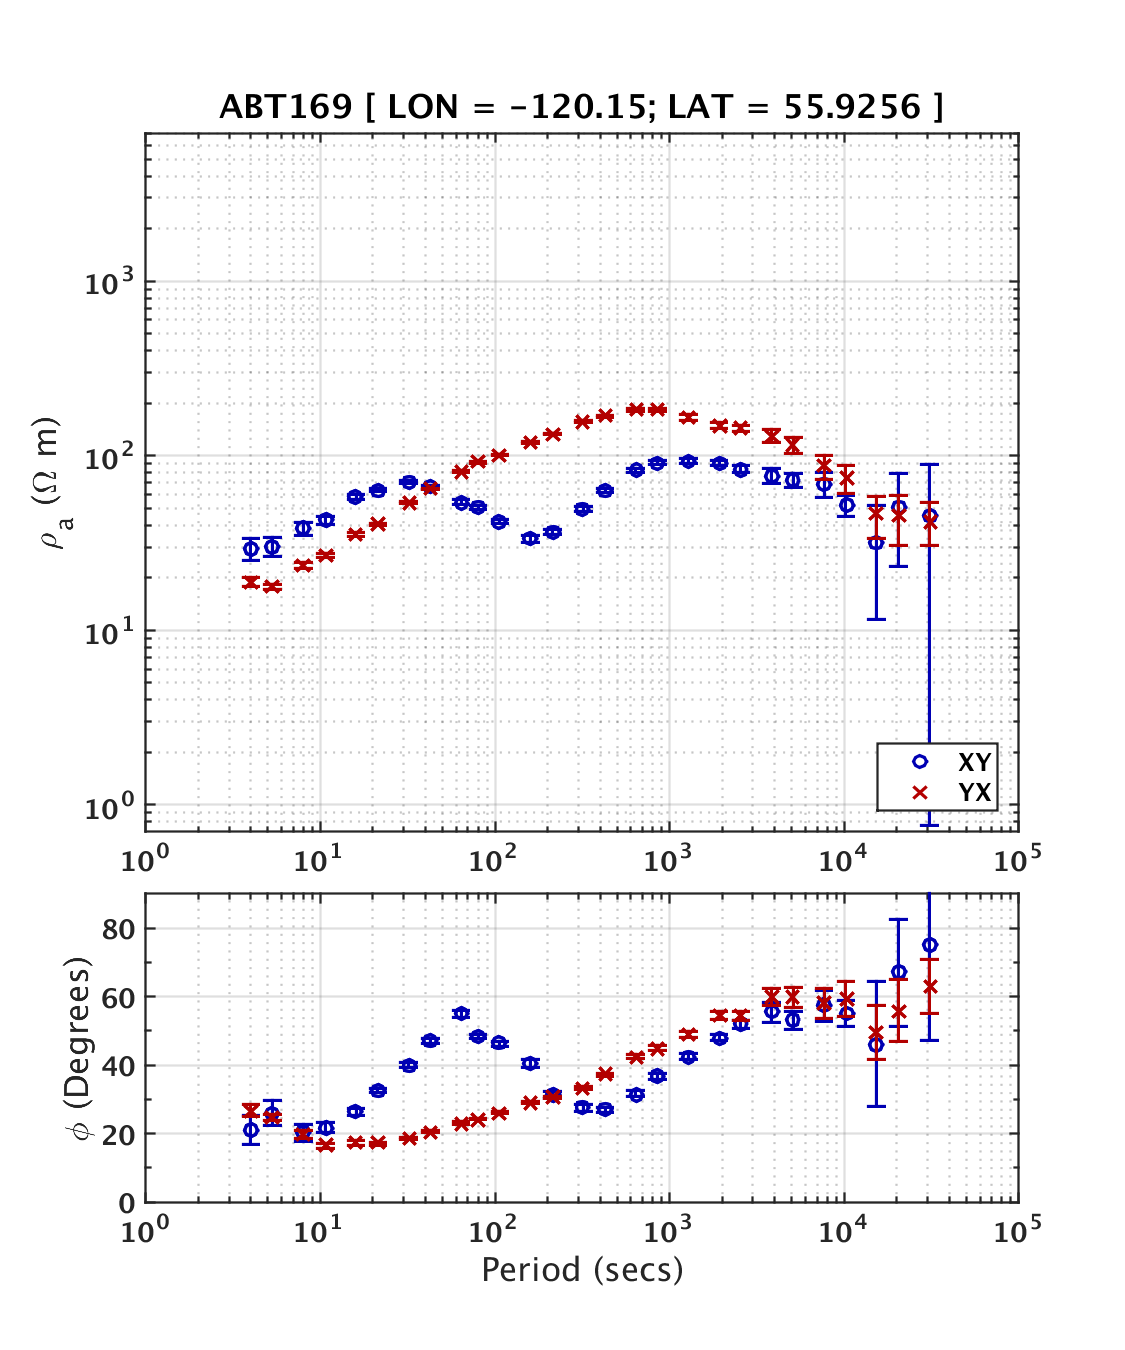 ABT169 [ LON = -120.15; LAT = 55.9256 ]
10³
10²
10¹
10⁰
ρa (Ω m)
XY
YX
10⁰ 10¹ 10² 10³ 10⁴ 10⁵
80
60
40
20
0
ϕ (Degrees)
10⁰ 10¹ 10² 10³ 10⁴ 10⁵
Period (secs)